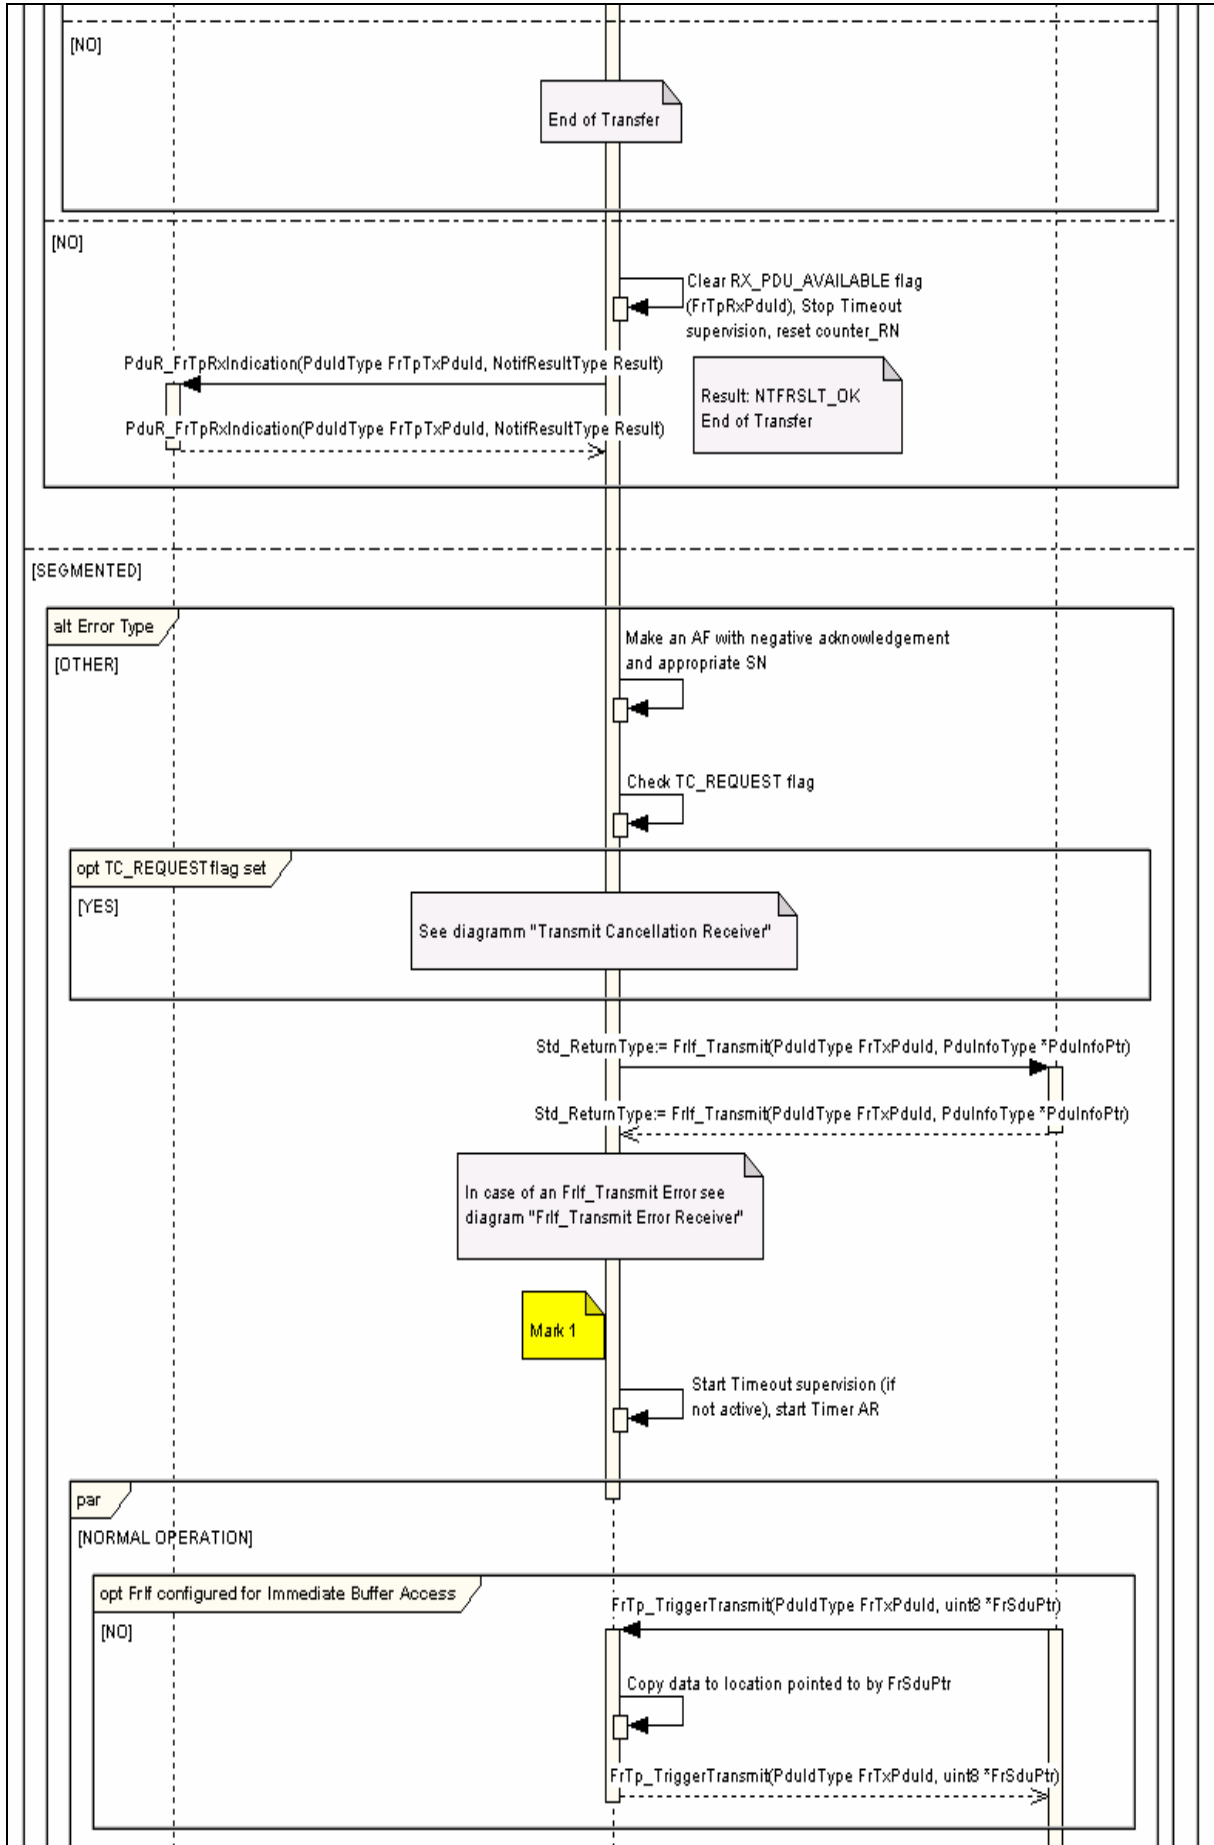 [NO]
End of Transfer
[NO]
Clear RX_PDU_AVAILABLE flag
(FrTpRxPduId), Stop Timeout
supervision, reset counter_RN
PduR_FrTpRxIndication(PduIdType FrTpTxPduId, NotifResultType Result)
Result: NTFRSLT_OK
End of Transfer
PduR_FrTpRxIndication(PduIdType FrTpTxPduId, NotifResultType Result)
[SEGMENTED]
alt Error Type
[OTHER]
Make an AF with negative acknowledgement
and appropriate SN
Check TC_REQUEST flag
opt TC_REQUEST flag set
[YES]
See diagramm "Transmit Cancellation Receiver"
Std_ReturnType:= FrIf_Transmit(PduIdType FrTxPduId, PduInfoType *PduInfoPtr)
Std_ReturnType:= FrIf_Transmit(PduIdType FrTxPduId, PduInfoType *PduInfoPtr)
In case of an FrIf_Transmit Error see
diagram "FrIf_Transmit Error Receiver"
Mark 1
Start Timeout supervision (if
not active), start Timer AR
par
[NORMAL OPERATION]
opt FrIf configured for Immediate Buffer Access
[NO]
FrTp_TriggerTransmit(PduIdType FrTxPduId, uint8 *FrSduPtr)
Copy data to location pointed to by FrSduPtr
FrTp_TriggerTransmit(PduIdType FrTxPduId, uint8 *FrSduPtr)